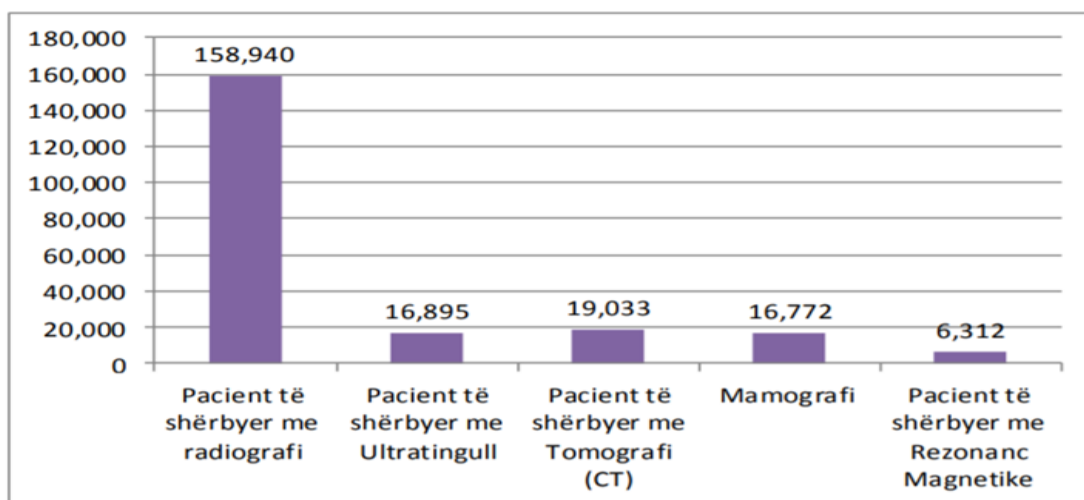 180,000
160,000
140,000
120,000
100,000
80,000
60,000
40,000
20,000
0
158,940
16,895
19,033
16,772
6,312
Pacient të
shërbyer me
radiografi
Pacient të
shërbyer me
Ultratingull
Pacient të
shërbyer me
Tomografi
(CT)
Mamografi
Pacient të
shërbyer me
Rezonanc
Magnetike